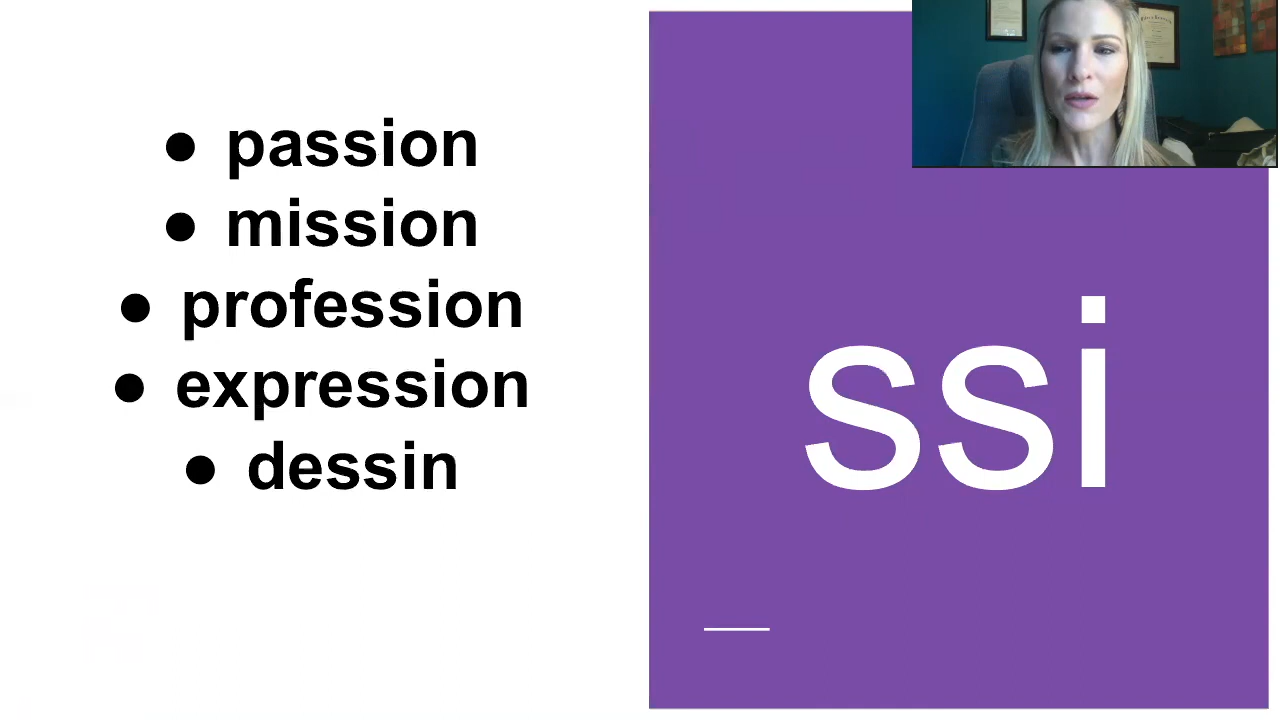 ● passion
● mission
● profession
● expression
● dessin
ssi